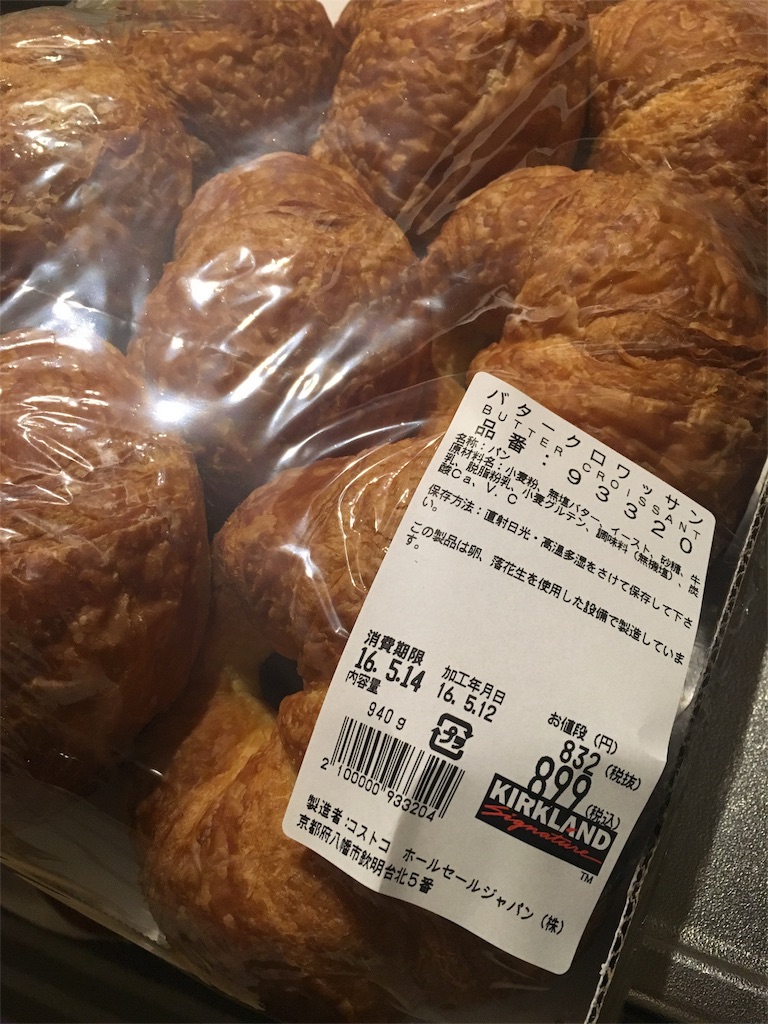 バタークロワッサン
BUTTER CROISSANT
品番：93320
名称：パン
原材料名：小麦粉、無塩バター、イースト、砂糖、牛
乳、脱脂粉乳、小麦グルテン、調味料（無機塩）、炭
酸Ca、V.C
保存方法：直射日光・高温多湿をさけて保存して下さ
い。
この製品は卵、落花生を使用した設備で製造していま
す。
消費期限 加工年月日
16. 5.14 16. 5.12
内容量
940g
お値段（円）
832（税抜）
899（税込）
プラ
2 100000 933204
KIRKLAND
Signature
TM
製造者：コストコ ホールセールジャパン（株）
京都府八幡市欽明台北5番